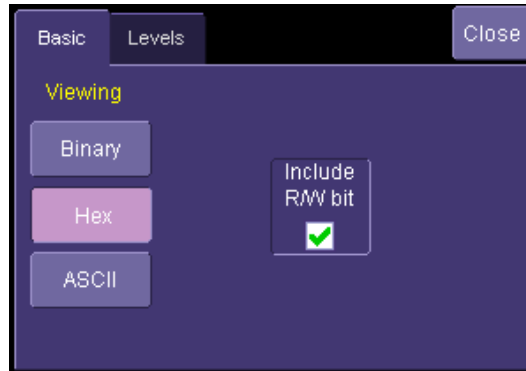 Basic Levels Close
Viewing
Binary
Include
R/W bit
Hex
ASCII